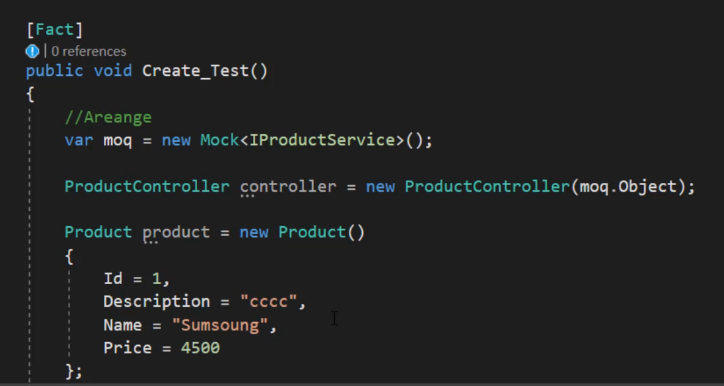 [Fact]
| 0 references
public void Create_Test()
{
//Areange
var moq = new Mock<IProductService>();
ProductController controller = new ProductController(moq.Object);
Product product = new Product()
{
Id = 1,
Description = "cccc",
Name = "Sumsoung",
Price = 4500
};